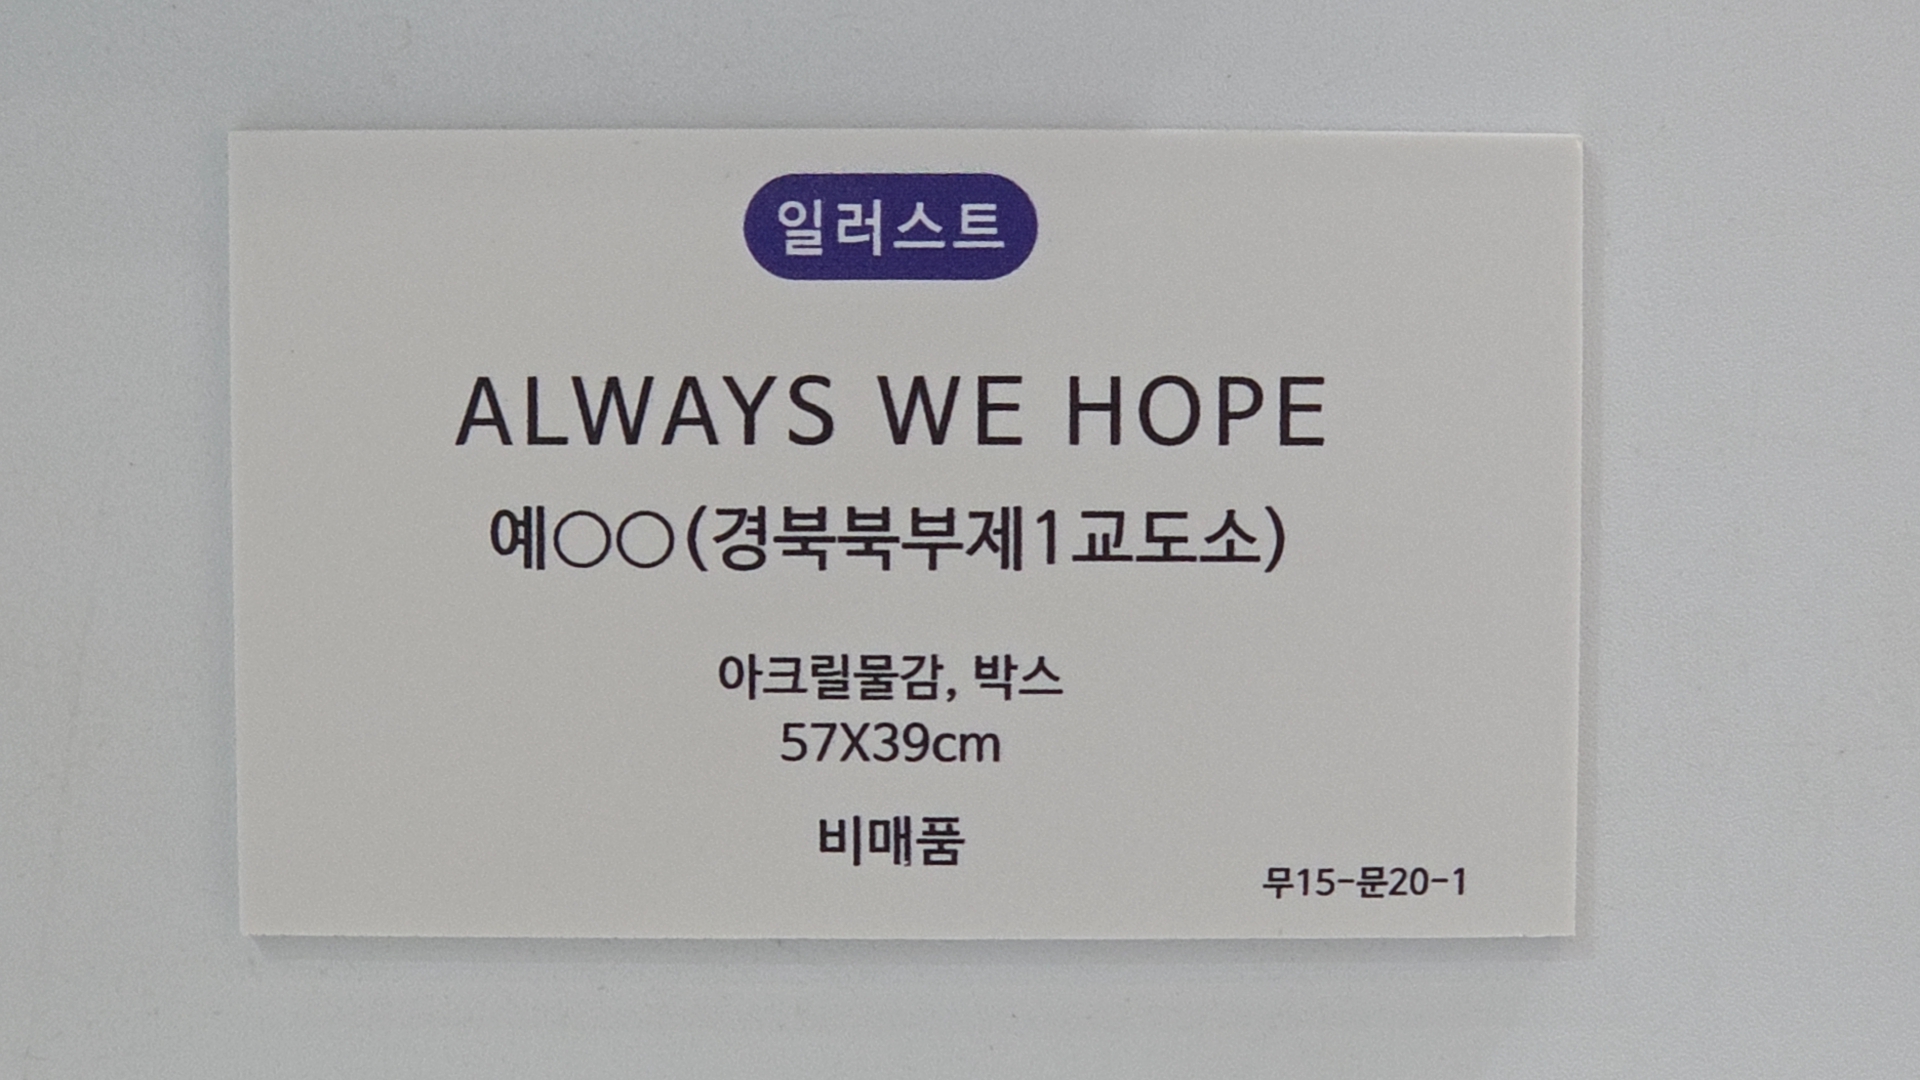 일러스트
ALWAYS WE HOPE
예○○(경북북부제1교도소)
아크릴물감, 박스
57X39cm
비매품
무15-문20-1